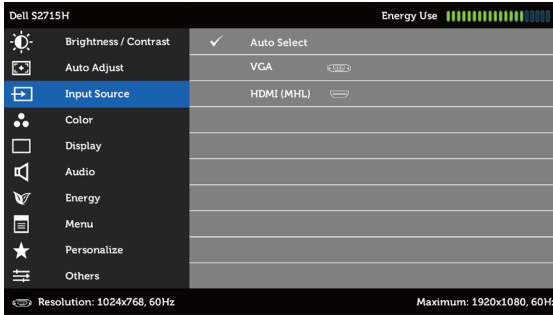 Dell S2715H Energy Use
Brightness / Contrast Auto Select
Auto Adjust VGA
Input Source HDMI (MHL)
Color
Display
Audio
Energy
Menu
Personalize
Others
Resolution: 1024x768, 60Hz Maximum: 1920x1080, 60Hz